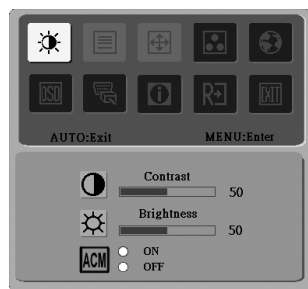 OSD
i
R
EXIT
AUTO:Exit MENU:Enter
Contrast
50
Brightness
50
ACM ON
OFF